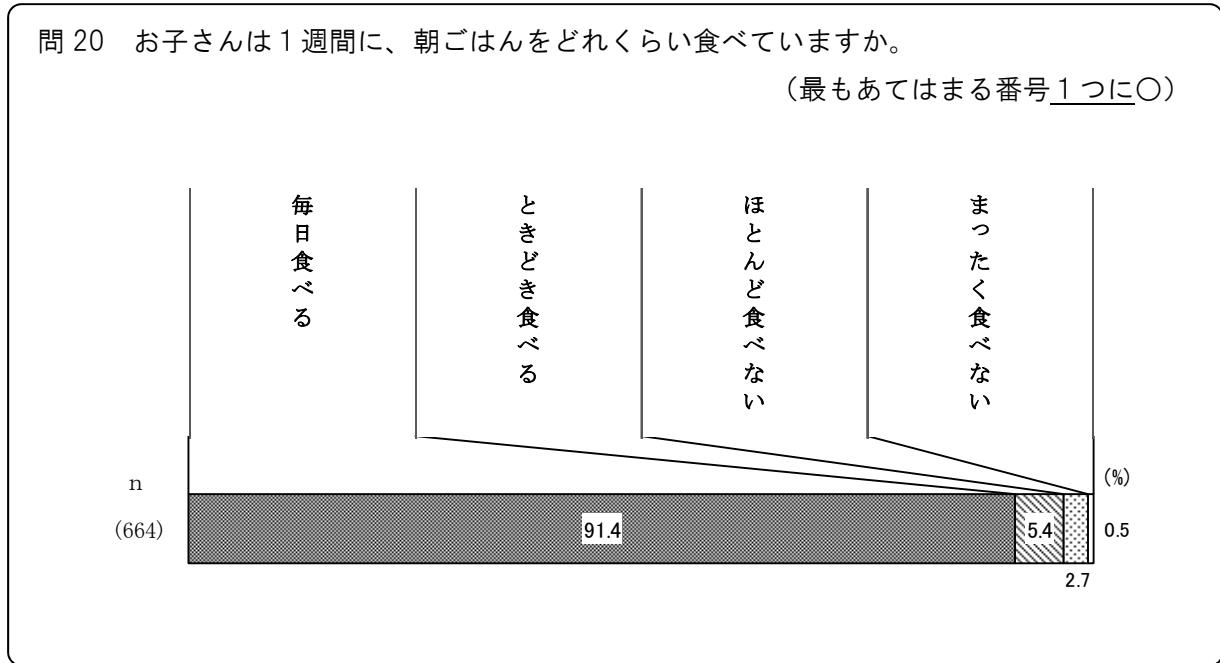 問 20　お子さんは１週間に、朝ごはんをどれくらい食べていますか。
（最もあてはまる番号１つに○）
毎日食べる
ときどき食べる
ほとんど食べない
まったく食べない
(%)
n
(664)
91.4
5.4
0.5
2.7